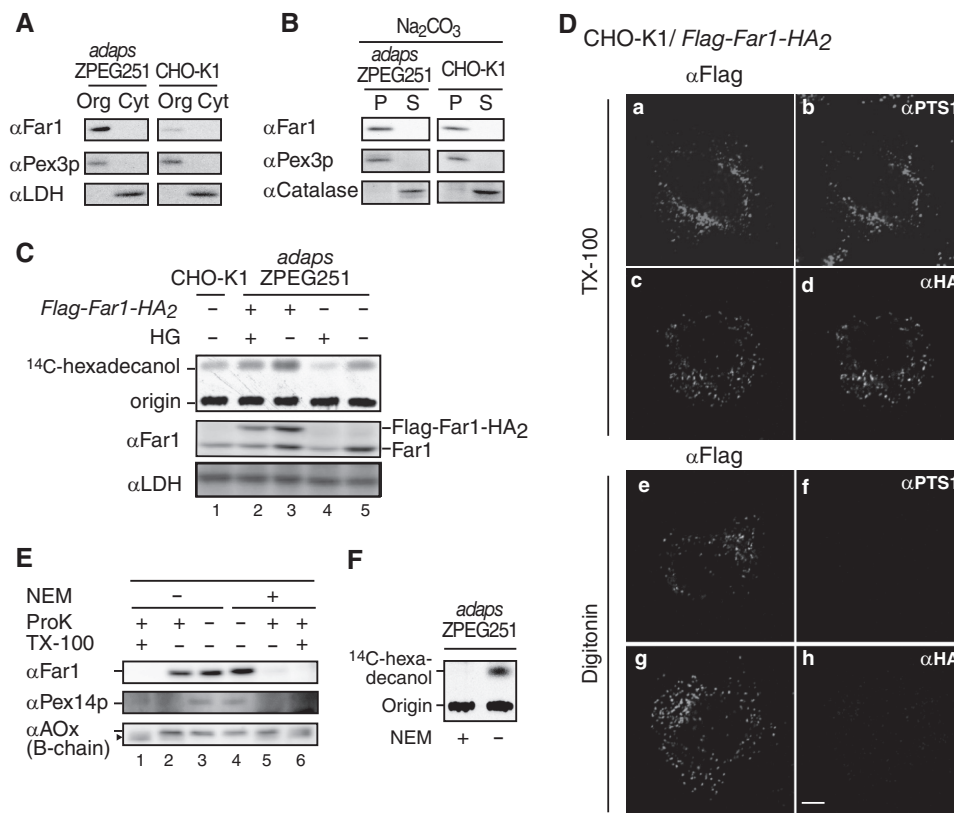 A
adaps
ZPEG251 CHO-K1
Org Cyt Org Cyt
αFar1
αPex3p
αLDH
B
Na2CO3
adaps
ZPEG251 CHO-K1
P S P S
αFar1
αPex3p
αCatalase
C
adaps
CHO-K1 ZPEG251
Flag-Far1-HA2 – + + – –
HG – + – + –
14C-hexadecanol
origin
αFar1
Flag-Far1-HA2
Far1
αLDH
1 2 3 4 5
D
CHO-K1/ Flag-Far1-HA2
αFlag
a
b αPTS1
TX-100
c
d αHA
αFlag
e
f αPTS1
Digitonin
g
h αHA
E
NEM – +
ProK + + – – + +
TX-100 + – – – – +
αFar1
αPex14p
αAOx
(B-chain)
1 2 3 4 5 6
F
adaps
ZPEG251
14C-hexa-
decanol
Origin
NEM + –